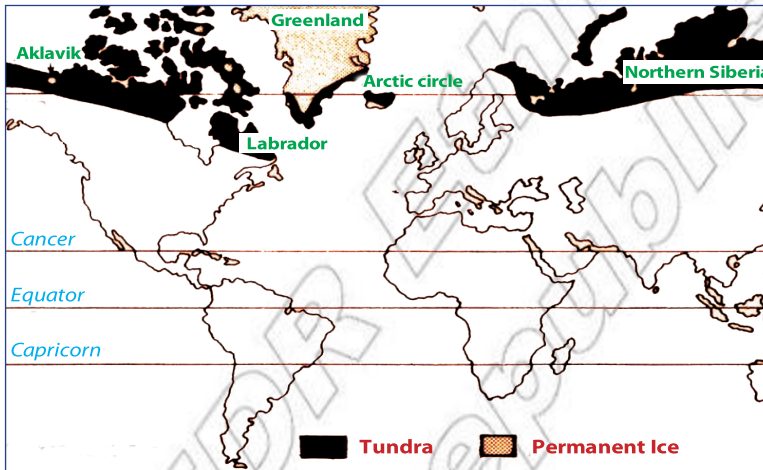 Greenland
Aklavik
Arctic circle
Northern Siberia
Labrador
Cancer
Equator
Capricorn
Tundra
Permanent Ice